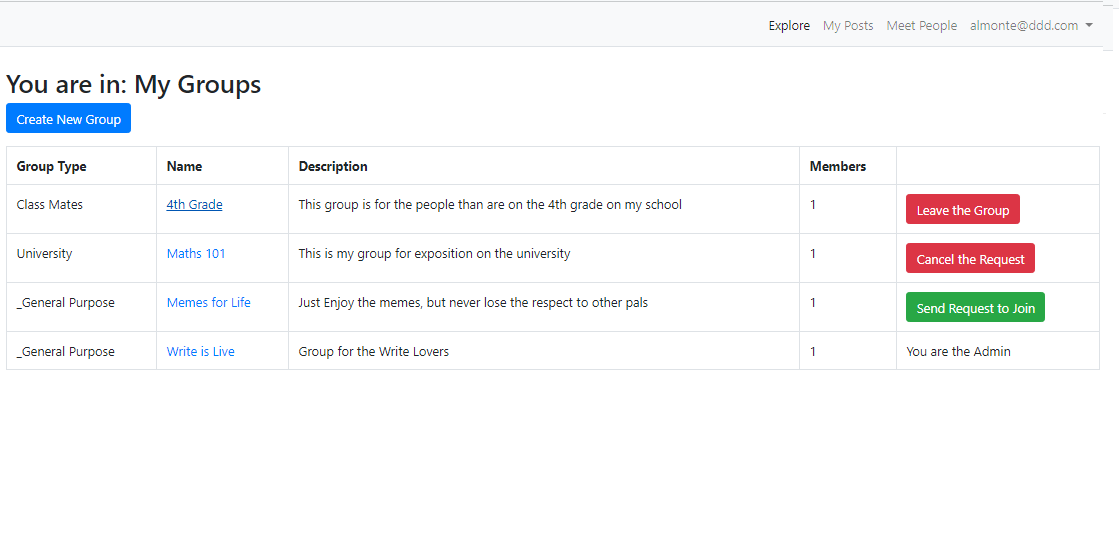 Explore My Posts Meet People almonte@ddd.com
You are in: My Groups
Create New Group
Group Type Name Description Members
Class Mates 4th Grade This group is for the people than are on the 4th grade on my school 1 Leave the Group
University Maths 101 This is my group for exposition on the university 1 Cancel the Request
_General Purpose Memes for Life Just Enjoy the memes, but never lose the respect to other pals 1 Send Request to Join
_General Purpose Write is Live Group for the Write Lovers 1 You are the Admin